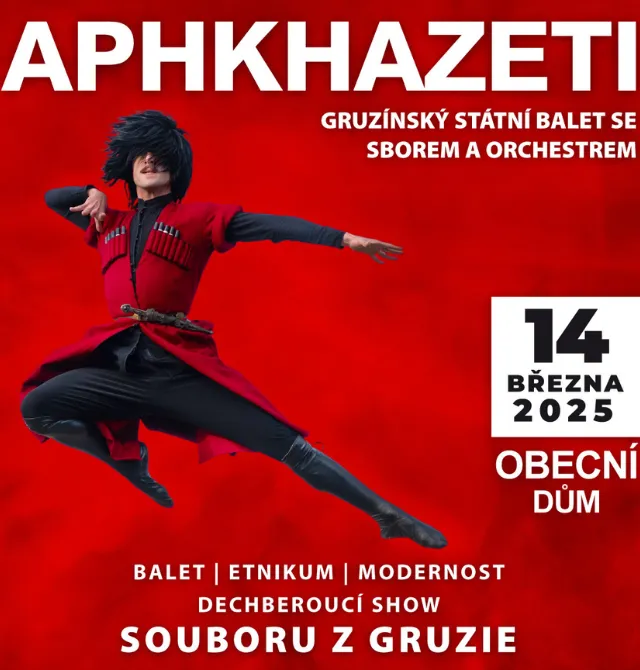 APHKHAZETI
GRUZÍNSKÝ STÁTNÍ BALET SE
SBOREM A ORCHESTREM
14
BŘEZNA
2025
OBECNÍ
DŮM
BALET | ETNIKUM | MODERNOST
DECHBEROUCÍ SHOW
SOUBORU Z GRUZIE